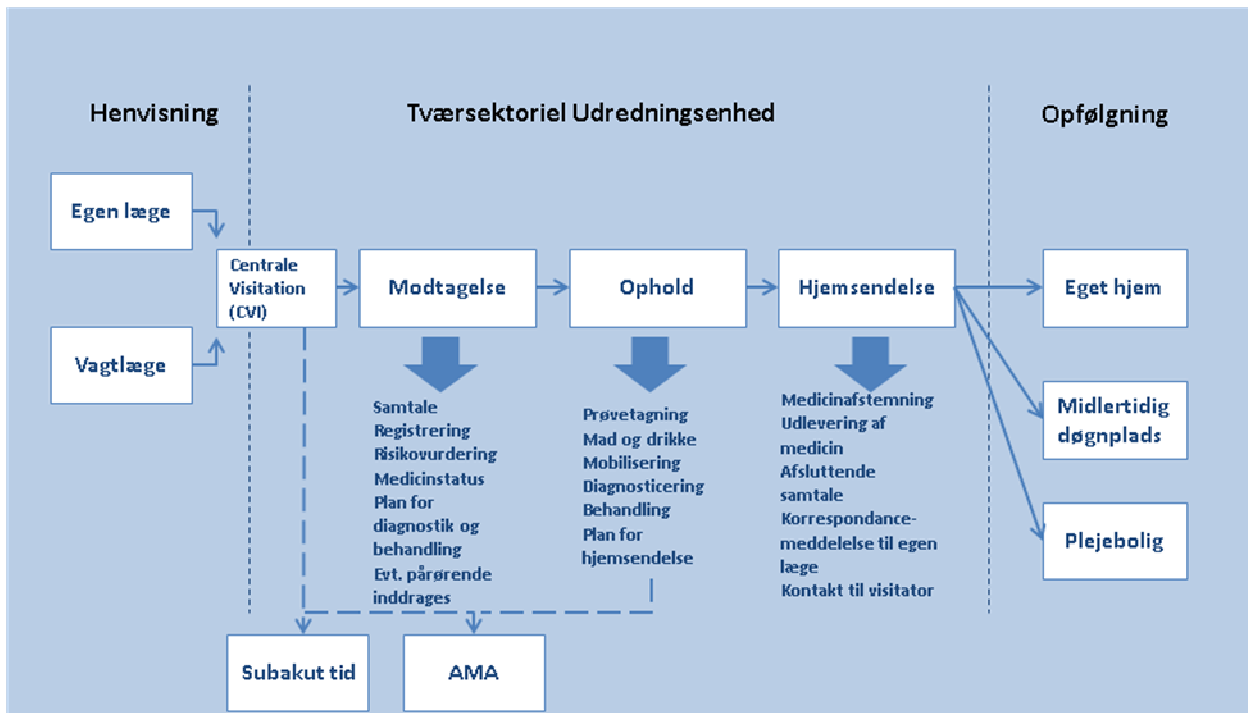 Henvisning
Tværsektoriel Udredningsenhed
Opfølgning
Egen læge
Vagtlæge
Centrale
Visitation
(CVI)
Modtagelse
Ophold
Hjemsendelse
Eget hjem
Midlertidig
døgnplads
Plejebolig
Samtale
Registrering
Risikovurdering
Medicinstatus
Plan for
diagnostik og
behandling
Evt. pårørende
inddrages
Prøvetagning
Mad og drikke
Mobilisering
Diagnosticering
Behandling
Plan for
hjemsendelse
Medicinafstemning
Udlevering af
medicin
Afsluttende
samtale
Korrespondance-
meddelelse til egen
læge
Kontakt til visitator
Subakut tid
AMA